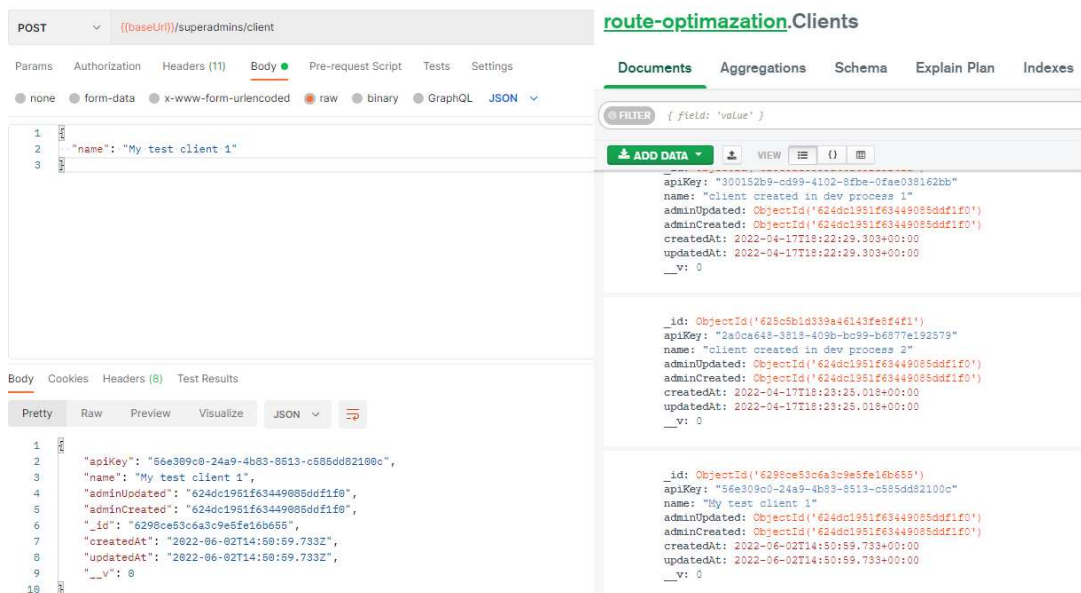 POST {{baseUrl}}/superadmins/client
Params Authorization Headers (11) Body Pre-request Script Tests Settings
none form-data x-www-form-urlencoded raw binary GraphQL JSON
1 {
2 "name": "My test client 1"
3 }
Body Cookies Headers (8) Test Results
Pretty Raw Preview Visualize JSON
1 {
2 "apiKey": "56e309c0-24a9-4b83-8513-c585dd82100c",
3 "name": "My test client 1",
4 "adminUpdated": "624dc1951f63449085ddf1f0",
5 "adminCreated": "624dc1951f63449085ddf1f0",
6 "_id": "6298ce53c6a3c9e5fe16b655",
7 "createdAt": "2022-06-02T14:50:59.733Z",
8 "updatedAt": "2022-06-02T14:50:59.733Z",
9 "__v": 0
10 }
route-optimazation.Clients
Documents Aggregations Schema Explain Plan Indexes
FILTER { field: 'value' }
ADD DATA VIEW {}
apiKey: "300152b9-cd99-4102-8fbe-0fae038162bb"
name: "client created in dev process 1"
adminUpdated: ObjectId('624dc1951f63449085ddf1f0')
adminCreated: ObjectId('624dc1951f63449085ddf1f0')
createdAt: 2022-04-17T18:22:29.303+00:00
updatedAt: 2022-04-17T18:22:29.303+00:00
__v: 0
_id: ObjectId('625c5b1d339a46143fe8f4f1')
apiKey: "2a0ca648-3818-409b-bc99-b6877e192579"
name: "client created in dev process 2"
adminUpdated: ObjectId('624dc1951f63449085ddf1f0')
adminCreated: ObjectId('624dc1951f63449085ddf1f0')
createdAt: 2022-04-17T18:23:25.018+00:00
updatedAt: 2022-04-17T18:23:25.018+00:00
__v: 0
_id: ObjectId('6298ce53c6a3c9e5fe16b655')
apiKey: "56e309c0-24a9-4b83-8513-c585dd82100c"
name: "My test client 1"
adminUpdated: ObjectId('624dc1951f63449085ddf1f0')
adminCreated: ObjectId('624dc1951f63449085ddf1f0')
createdAt: 2022-06-02T14:50:59.733+00:00
updatedAt: 2022-06-02T14:50:59.733+00:00
__v: 0